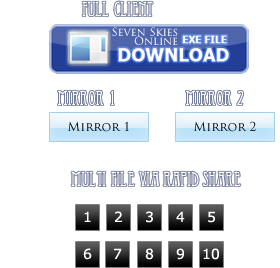 FULL CLIENT
SEVEN SKIES
ONLINE EXE FILE
DOWNLOAD
MIRROR 1 MIRROR 2
MIRROR 1 MIRROR 2
MULTI FILE VIA RAPID SHARE
1 2 3 4 5
6 7 8 9 10